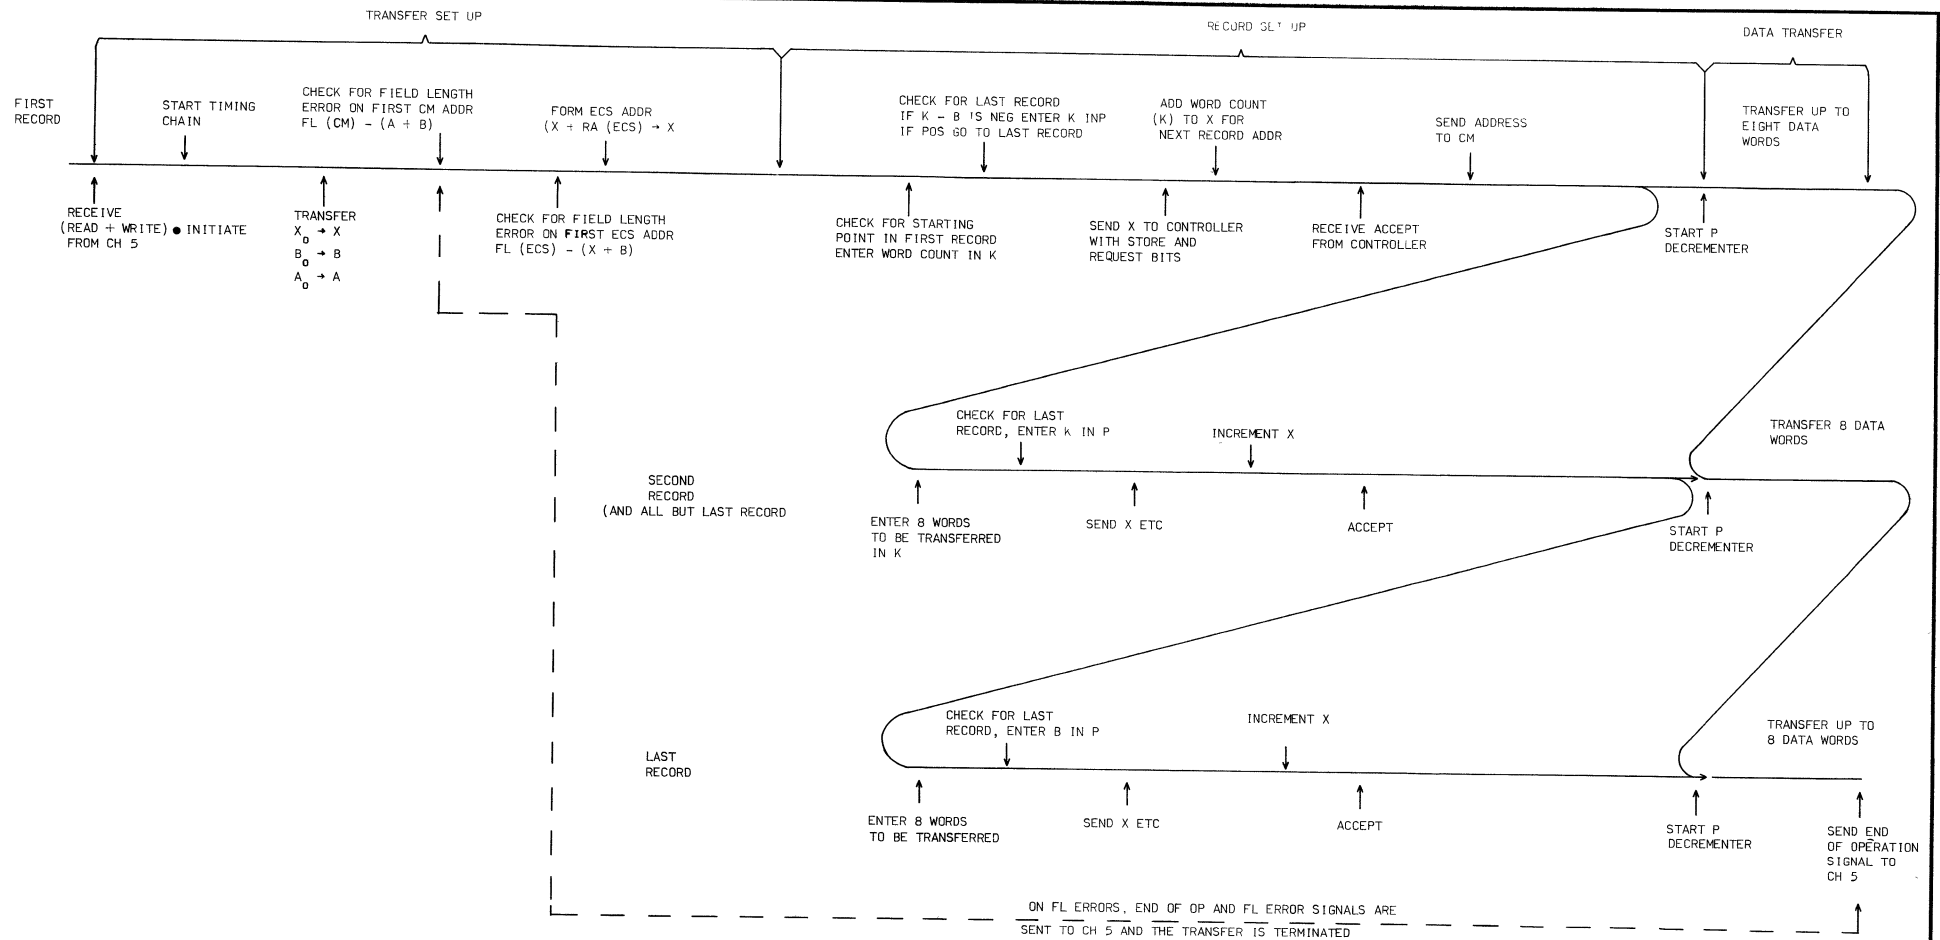 TRANSFER SET UP
RECORD SET UP
DATA TRANSFER
FIRST
RECORD
START TIMING
CHAIN
CHECK FOR FIELD LENGTH
ERROR ON FIRST CM ADDR
FL (CM) - (A + B)
FORM ECS ADDR
(X + RA (ECS) → X
CHECK FOR LAST RECORD
IF K - B IS NEG ENTER K INP
IF POS GO TO LAST RECORD
ADD WORD COUNT
(K) TO X FOR
NEXT RECORD ADDR
SEND ADDRESS
TO CM
TRANSFER UP TO
EIGHT DATA
WORDS
RECEIVE
(READ + WRITE) ● INITIATE
FROM CH 5
TRANSFER
X₀ → X
B₀ → B
A₀ → A
CHECK FOR FIELD LENGTH
ERROR ON FIRST ECS ADDR
FL (ECS) - (X + B)
CHECK FOR STARTING
POINT IN FIRST RECORD
ENTER WORD COUNT IN K
SEND X TO CONTROLLER
WITH STORE AND
REQUEST BITS
RECEIVE ACCEPT
FROM CONTROLLER
START P
DECREMENTER
CHECK FOR LAST
RECORD, ENTER K IN P
INCREMENT X
TRANSFER 8 DATA
WORDS
SECOND
RECORD
(AND ALL BUT LAST RECORD
ENTER 8 WORDS
TO BE TRANSFERRED
IN K
SEND X ETC
ACCEPT
START P
DECREMENTER
CHECK FOR LAST
RECORD, ENTER B IN P
INCREMENT X
TRANSFER UP TO
8 DATA WORDS
LAST
RECORD
ENTER 8 WORDS
TO BE TRANSFERRED
SEND X ETC
ACCEPT
START P
DECREMENTER
SEND END
OF OPERATION
SIGNAL TO
CH 5
ON FL ERRORS, END OF OP AND FL ERROR SIGNALS ARE
SENT TO CH 5 AND THE TRANSFER IS TERMINATED